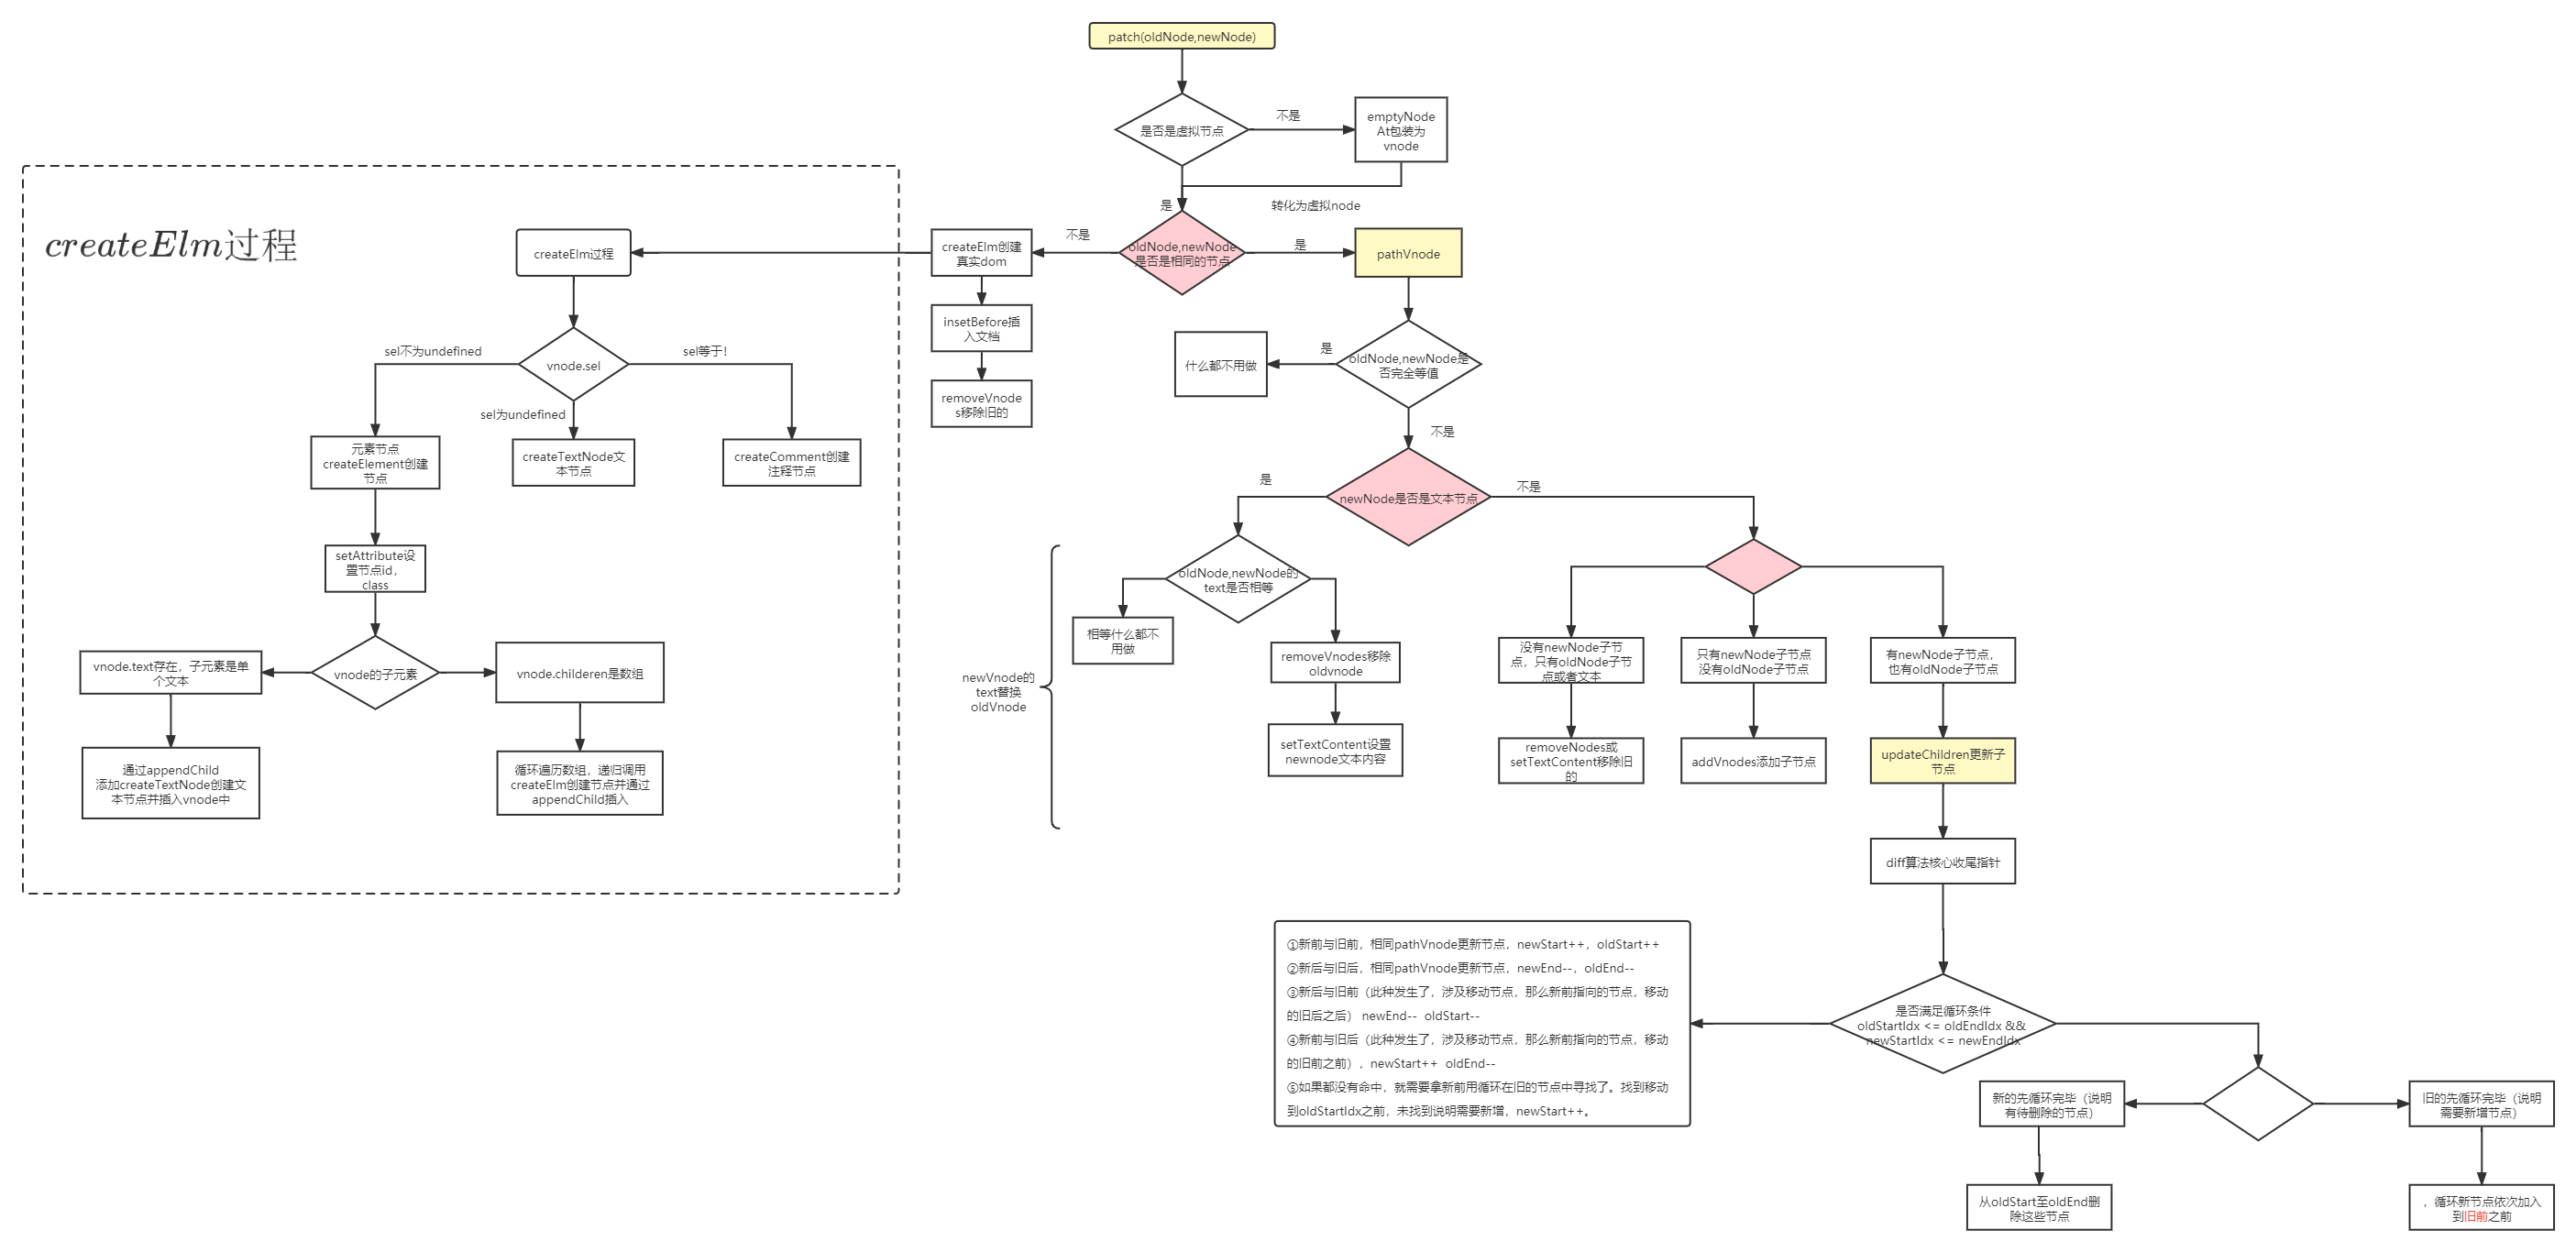 patch(oldNode,newNode)
是否是虚拟节点
不是
emptyNode
At包装为
vnode
是
转化为虚拟node
createElm过程
createElm过程
不是
createElm创建
真实dom
oldNode,newNode
是否是相同的节点
是
pathVnode
insetBefore插
入文档
removeVnode
s移除旧的
sel不为undefined
sel等于!
vnode.sel
sel为undefined
元素节点
createElement创建
节点
createTextNode文
本节点
createComment创建
注释节点
setAttribute设
置节点id，
class
vnode.text存在，子元素是单
个文本
vnode的子元素
vnode.childeren是数组
通过appendChild
添加createTextNode创建文
本节点并插入vnode中
循环遍历数组，递归调用
createElm创建节点并通过
appendChild插入
什么都不用做
是
oldNode,newNode是
否完全等值
不是
是
newNode是否是文本节点
不是
oldNode,newNode的
text是否相等
相等什么都不
用做
removeVnodes移除
oldvnode
newVnode的
text替换
oldVnode
setTextContent设置
newnode文本内容
没有newNode子节
点，只有oldNode子节
点或者文本
只有newNode子节点
没有oldNode子节点
有newNode子节点，
也有oldNode子节点
removeNodes或
setTextContent移除旧
的
addVnodes添加子节点
updateChildren更新子
节点
diff算法核心收尾指针
①新前与旧前，相同pathVnode更新节点，newStart++，oldStart++
②新后与旧后，相同pathVnode更新节点，newEnd--，oldEnd--
③新后与旧前（此种发生了，涉及移动节点，那么新前指向的节点，移动
的旧后之后） newEnd-- oldStart--
④新前与旧后（此种发生了，涉及移动节点，那么新前指向的节点，移动
的旧前之前），newStart++ oldEnd--
⑤如果都没有命中，就需要拿新前用循环在旧的节点中寻找了。找到移动
到oldStartIdx之前，未找到说明需要新增，newStart++。
是否满足循环条件
oldStartIdx <= oldEndIdx &&
newStartIdx <= newEndIdx
新的先循环完毕（说明
有待删除的节点）
旧的先循环完毕（说明
需要新增节点）
从oldStart至oldEnd删
除这些节点
，循环新节点依次加入
到旧前之前